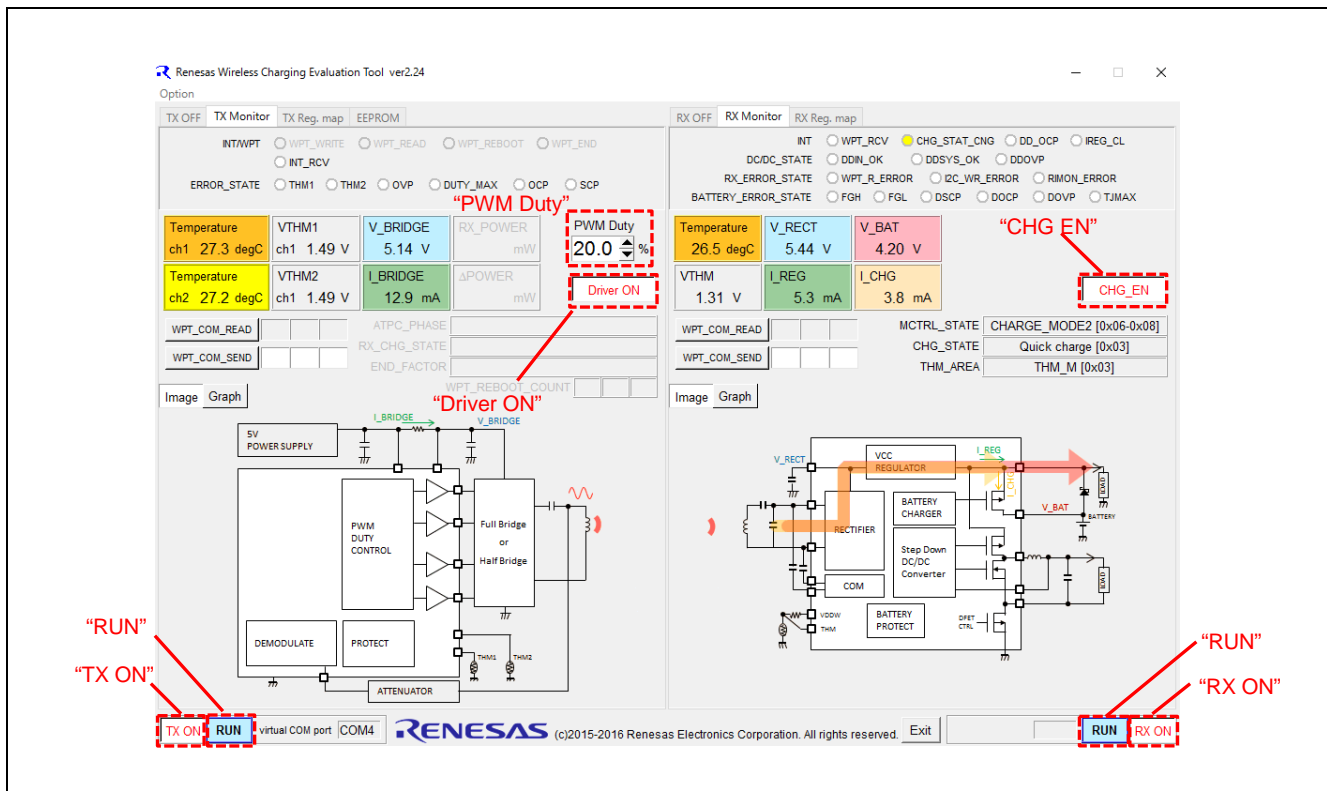 Renesas Wireless Charging Evaluation Tool ver2.24
Option
TX OFF TX Monitor TX Reg. map EEPROM
INT/WPT WPT_WRITE WPT_READ WPT_REBOOT WPT_END
INT_RCV
ERROR_STATE THM1 THM2 OVP DUTY_MAX OCP SCP
“PWM Duty”
Temperature VTHM1 V_BRIDGE RX_POWER PWM Duty
ch1 27.3 degC ch1 1.49 V 5.14 V mW 20.0 %
Temperature VTHM2 I_BRIDGE ΔPOWER
ch2 27.2 degC ch1 1.49 V 12.9 mA mW Driver ON
WPT_COM_READ ATPC_PHASE
WPT_COM_SEND RX_CHG_STATE
END_FACTOR
WPT_REBOOT_COUNT
“Driver ON”
Image Graph
I_BRIDGE V_BRIDGE
5V
POWER SUPPLY
PWM
DUTY
CONTROL
Full Bridge
or
Half Bridge
DEMODULATE PROTECT
THM1 THM2
ATTENUATOR
“RUN”
“TX ON”
TX ON RUN virtual COM port COM4
RX OFF RX Monitor RX Reg. map
INT WPT_RCV CHG_STAT_CNG DD_OCP IREG_CL
DC/DC_STATE DDIN_OK DDSYS_OK DDOVP
RX_ERROR_STATE WPT_R_ERROR I2C_WR_ERROR RIMON_ERROR
BATTERY_ERROR_STATE FGH FGL DSCP DOCP DOVP TJMAX
“CHG EN”
Temperature V_RECT V_BAT
26.5 degC 5.44 V 4.20 V
VTHM I_REG I_CHG
1.31 V 5.3 mA 3.8 mA CHG_EN
WPT_COM_READ MCTRL_STATE CHARGE_MODE2 [0x06-0x08]
CHG_STATE Quick charge [0x03]
WPT_COM_SEND THM_AREA THM_M [0x03]
Image Graph
V_RECT
VCC
REGULATOR
I_REG
I_CHG
LOAD
BATTERY
CHARGER
V_BAT
BATTERY
RECTIFIER
Step Down
DC/DC
Converter
LOAD
COM
VDDW
THM
BATTERY
PROTECT
DFET
CTRL
“RUN”
“RX ON”
RENESAS (c)2015-2016 Renesas Electronics Corporation. All rights reserved. Exit RUN RX ON